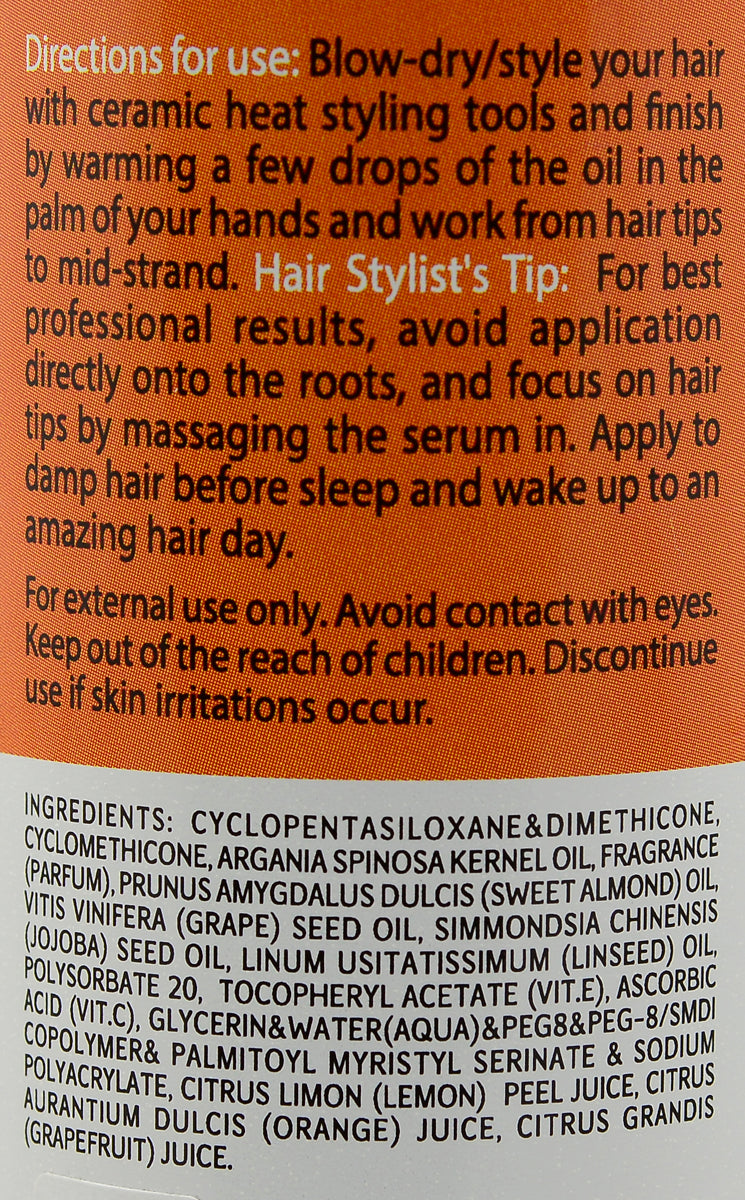 Directions for use: Blow-dry/style your hair
with ceramic heat styling tools and finish
by warming a few drops of the oil in the
palm of your hands and work from hair tips
to mid-strand. Hair Stylist's Tip: For best
professional results, avoid application
directly onto the roots, and focus on hair
tips by massaging the serum in. Apply to
damp hair before sleep and wake up to an
amazing hair day.
For external use only. Avoid contact with eyes.
Keep out of the reach of children. Discontinue
use if skin irritations occur.
INGREDIENTS: CYCLOPENTASILOXANE&DIMETHICONE,
CYCLOMETHICONE, ARGANIA SPINOSA KERNEL OIL, FRAGRANCE
(PARFUM), PRUNUS AMYGDALUS DULCIS (SWEET ALMOND) OIL,
VITIS VINIFERA (GRAPE) SEED OIL, SIMMONDSIA CHINENSIS
(JOJOBA) SEED OIL, LINUM USITATISSIMUM (LINSEED) OIL,
POLYSORBATE 20, TOCOPHERYL ACETATE (VIT.E), ASCORBIC
ACID (VIT.C), GLYCERIN&WATER(AQUA)&PEG8&PEG-8/SMDI
COPOLYMER& PALMITOYL MYRISTYL SERINATE & SODIUM
POLYACRYLATE, CITRUS LIMON (LEMON) PEEL JUICE, CITRUS
AURANTIUM DULCIS (ORANGE) JUICE, CITRUS GRANDIS
(GRAPEFRUIT) JUICE.